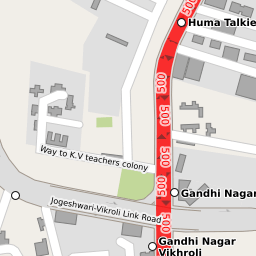 500
Huma Talkie
500
500
500
Way to K.V teachers colony
500
Gandhi Nagar
Jogeshwari-Vikroli Link Road
500
Gandhi Nagar
Vikhroli